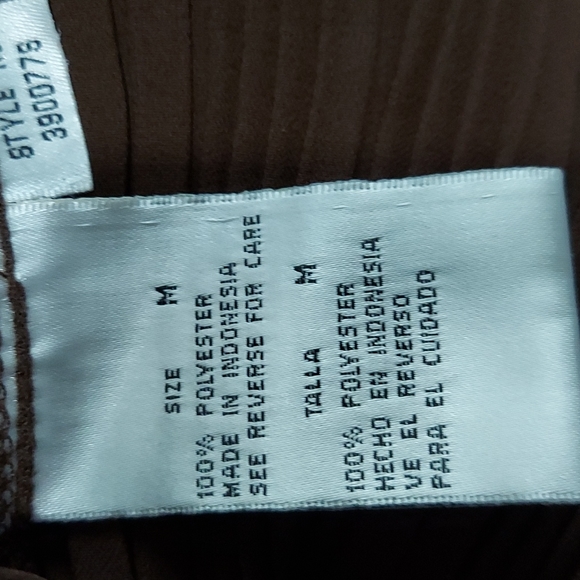 STYLE
3900778
SIZE M
100% POLYESTER
MADE IN INDONESIA
SEE REVERSE FOR CARE
TALLA M
100% POLYESTER
HECHO EN INDONESIA
VE EL REVERSO
PARA EL CUIDADO